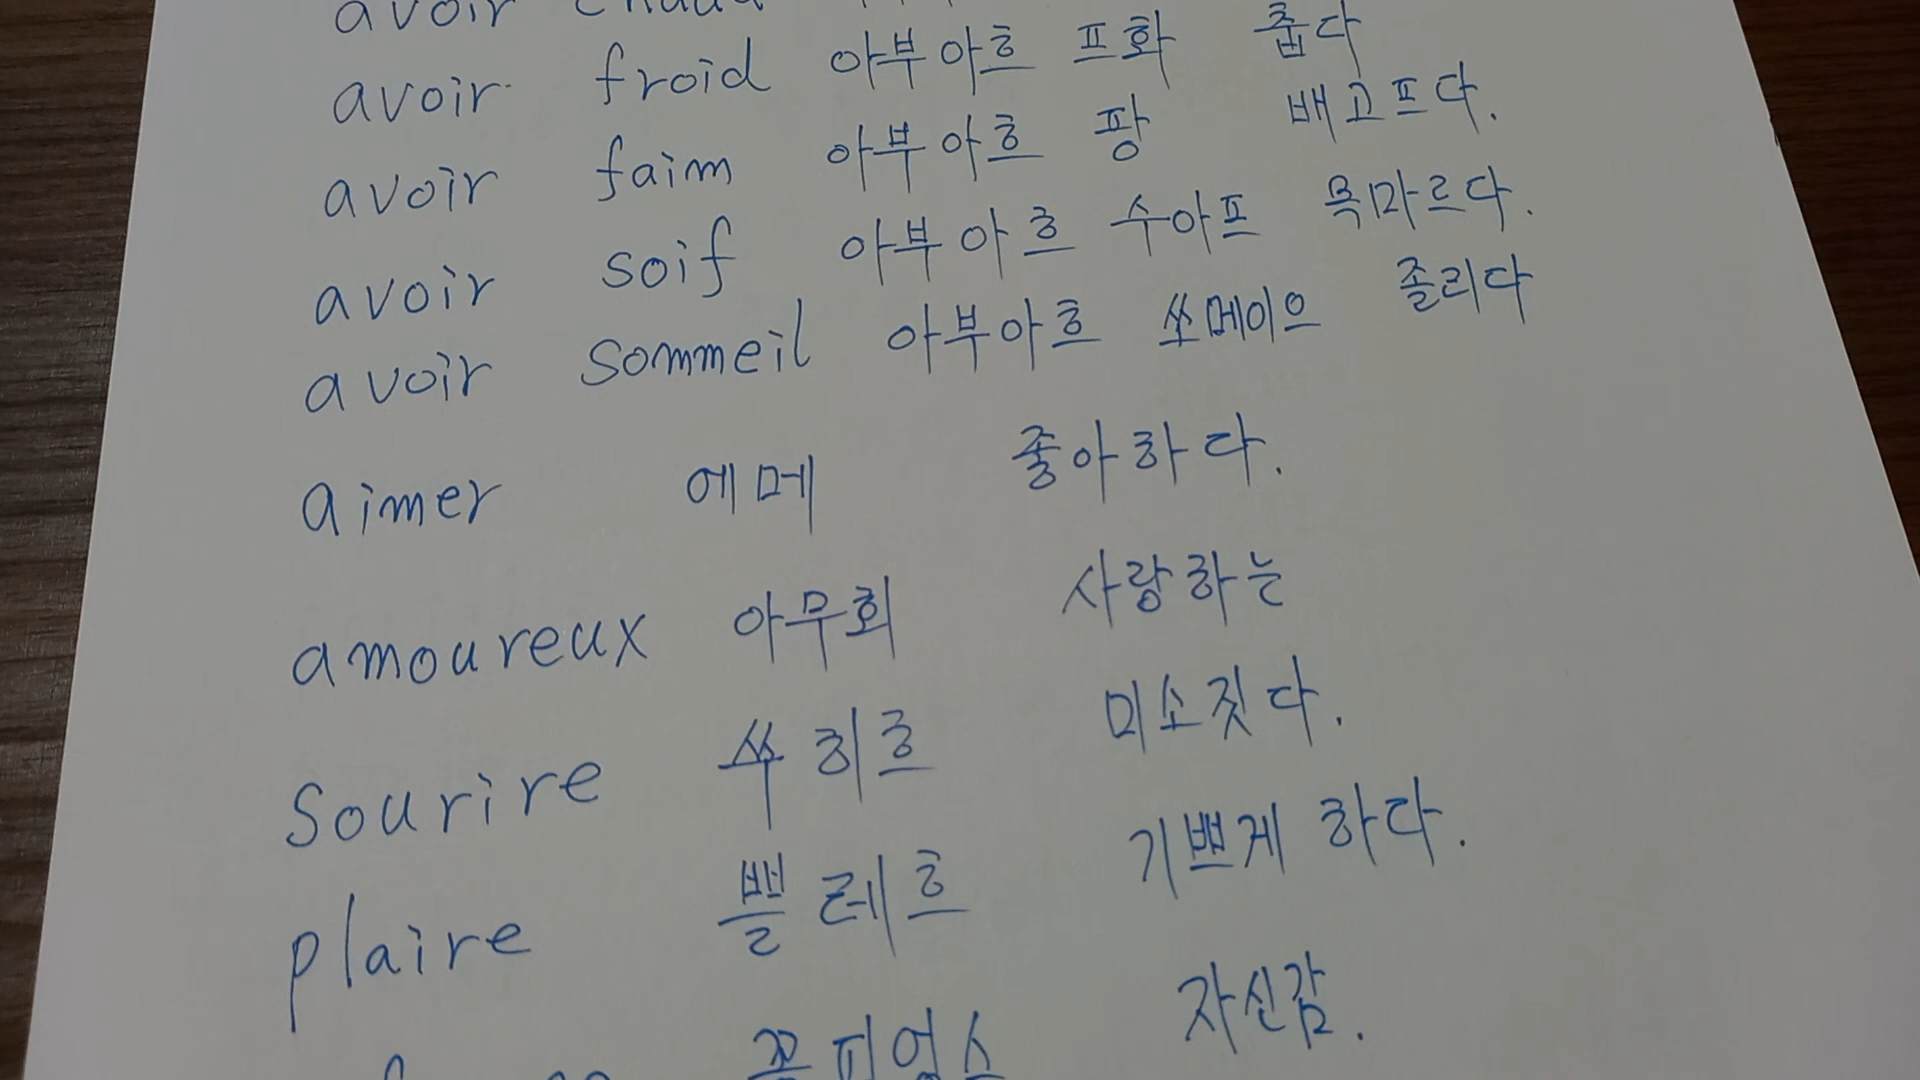 avoir chaud
avoir froid 아부아흐 프화 춥다
avoir faim 아부아흐 팡 배고프다.
avoir soif 아부아흐 수아프 목마르다.
avoir sommeil 아부아흐 쏘메이으 졸리다
aimer 에메 좋아하다.
amoureux 아무회 사랑하는
sourire 쑤히흐 미소짓다.
plaire 쁠레흐 기쁘게 하다.
꽁피엉스 자신감.